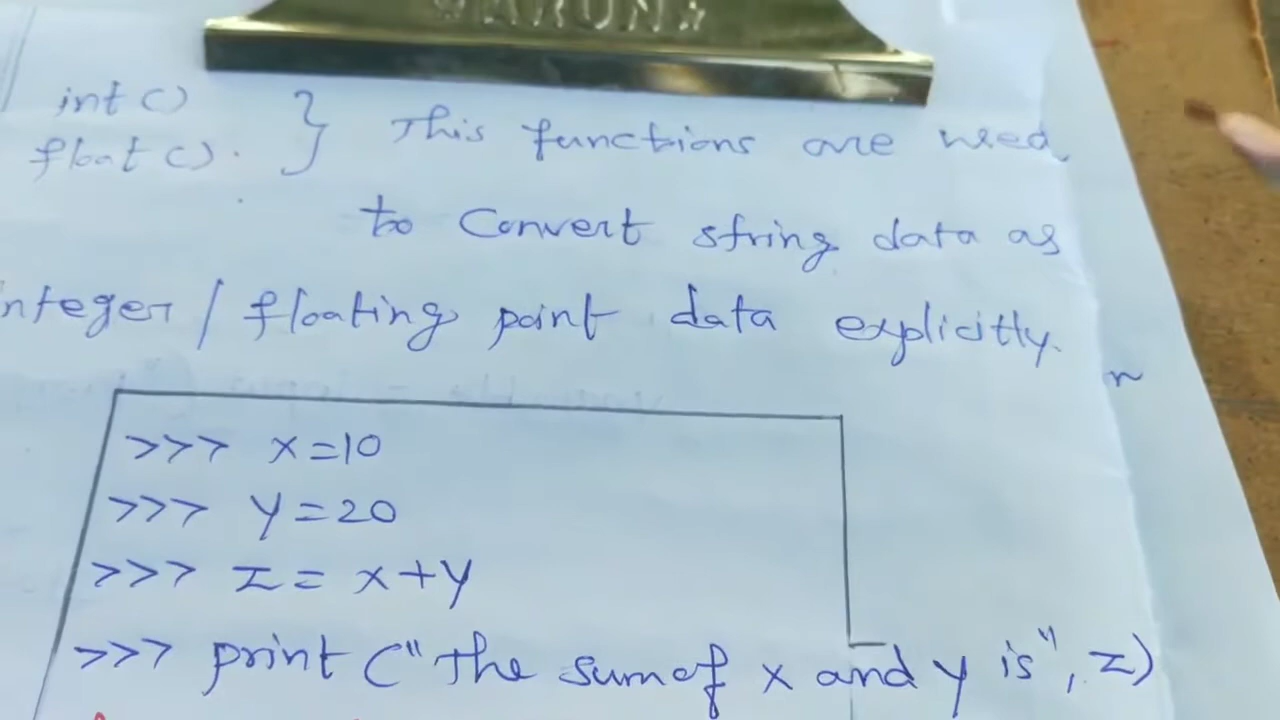 int()
float().
} This functions are used
to Convert string data as
nteger / floating point data explicitly.
>>> x=10
>>> y=20
>>> z= x+y
>>> print ("The sum of x and y is", z)